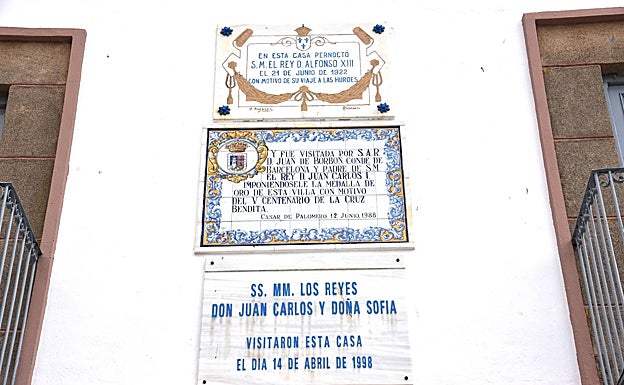 EN ESTA CASA PERNOCTÓ
S.M. EL REY D. ALFONSO XIII
EL 21 DE JUNIO DE 1922
CON MOTIVO DE SU VIAJE A LAS HURDES
Y FUE VISITADA POR S.A.R.
D. JUAN DE BORBON CONDE DE
BARCELONA Y PADRE DE S.M.
EL REY D. JUAN CARLOS I
IMPONIENDOSELE LA MEDALLA DE
ORO DE ESTA VILLA CON MOTIVO
DEL V CENTENARIO DE LA CRUZ
BENDITA.
CASAR DE PALOMERO 12 JUNIO, 1988
SS. MM. LOS REYES
DON JUAN CARLOS Y DOÑA SOFIA
VISITARON ESTA CASA
EL DIA 14 DE ABRIL DE 1998